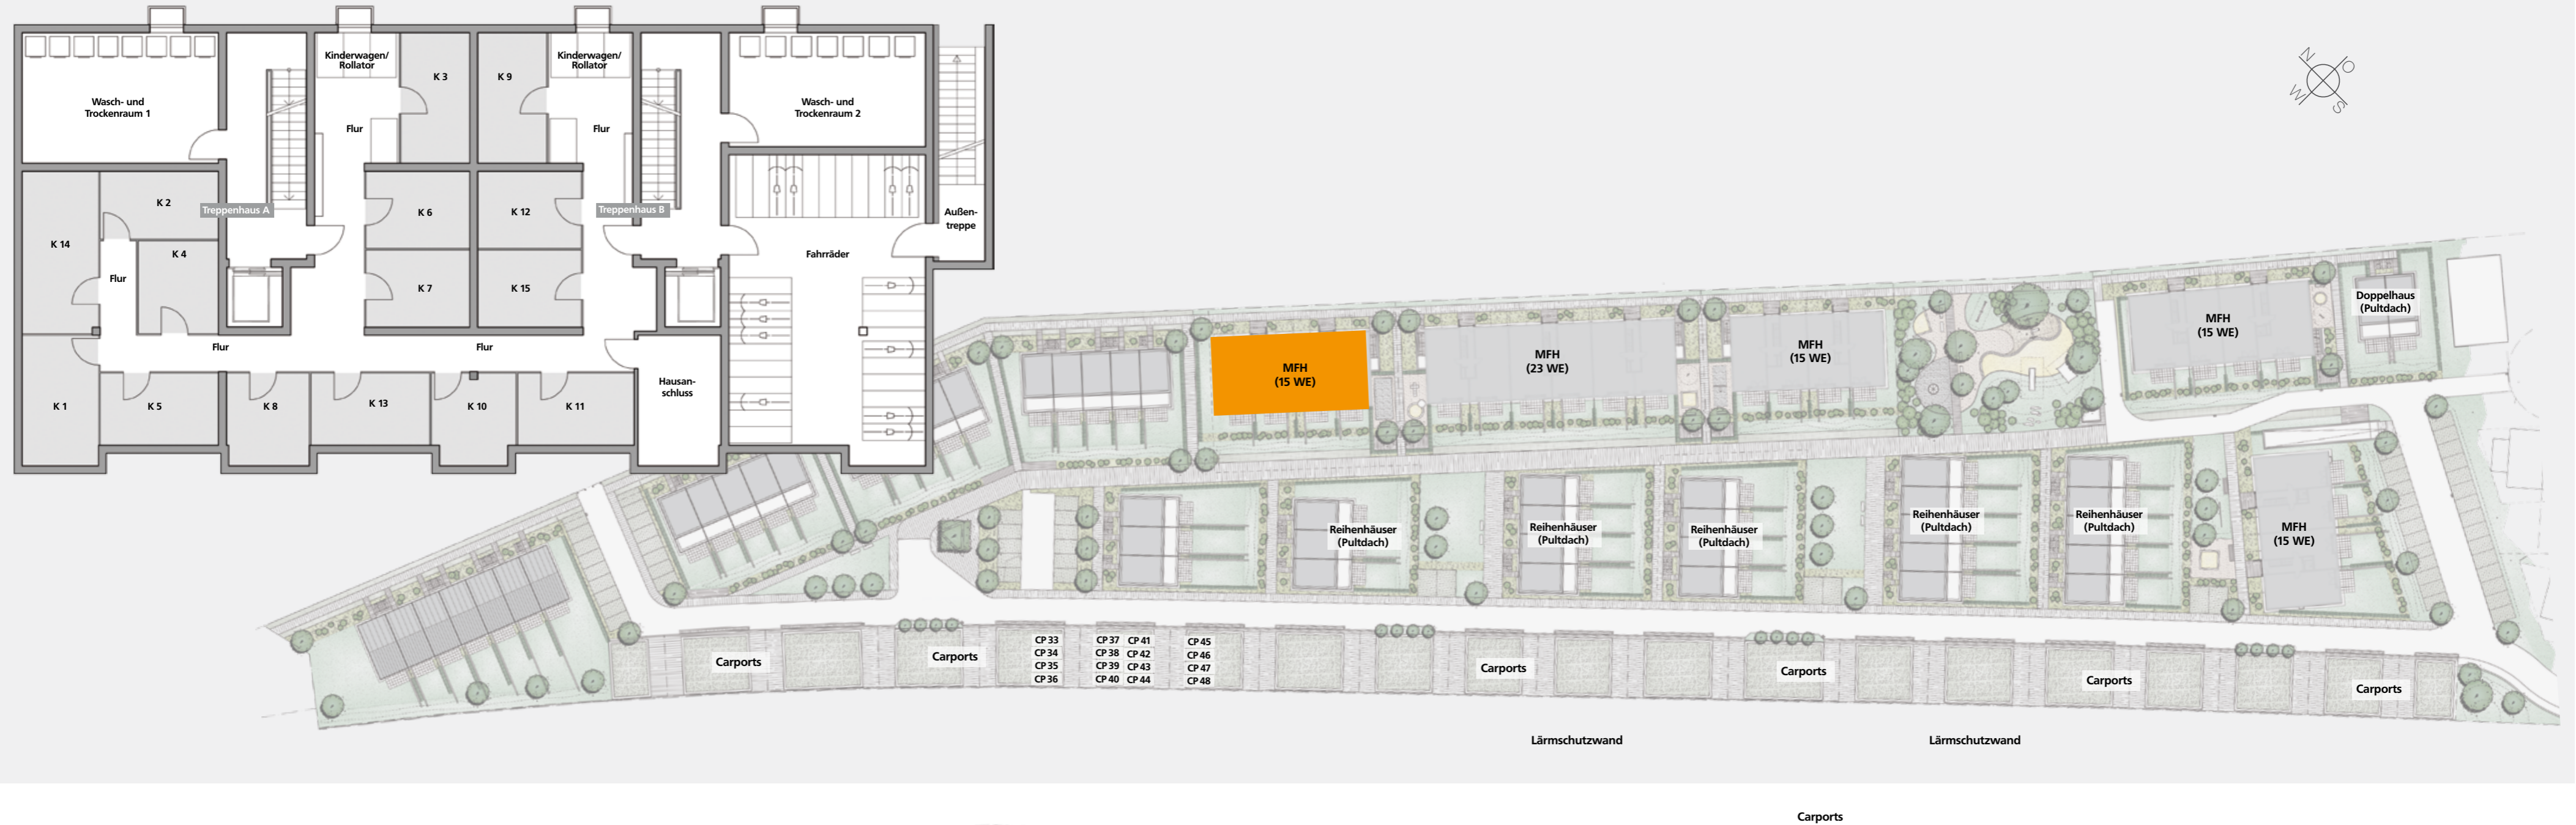 Kinderwagen/
Rollator
Kinderwagen/
Rollator
K 3
K 9
Wasch- und
Trockenraum 1
Wasch- und
Trockenraum 2
Flur
Flur
K 2
Treppenhaus A
K 6
K 12
Treppenhaus B
Außen-
treppe
K 14
K 4
Flur
K 7
K 15
Fahrräder
Flur
Flur
K 1
K 5
K 8
K 13
K 10
K 11
Hausan-
schluss
N
O
W
S
MFH
(15 WE)
MFH
(23 WE)
MFH
(15 WE)
MFH
(15 WE)
Doppelhaus
(Pultdach)
Reihenhäuser
(Pultdach)
Reihenhäuser
(Pultdach)
Reihenhäuser
(Pultdach)
Reihenhäuser
(Pultdach)
Reihenhäuser
(Pultdach)
MFH
(15 WE)
Carports
Carports
CP 33
CP 34
CP 35
CP 36
CP 37
CP 38
CP 39
CP 40
CP 41
CP 42
CP 43
CP 44
CP 45
CP 46
CP 47
CP 48
Carports
Carports
Carports
Carports
Lärmschutzwand
Lärmschutzwand
Carports